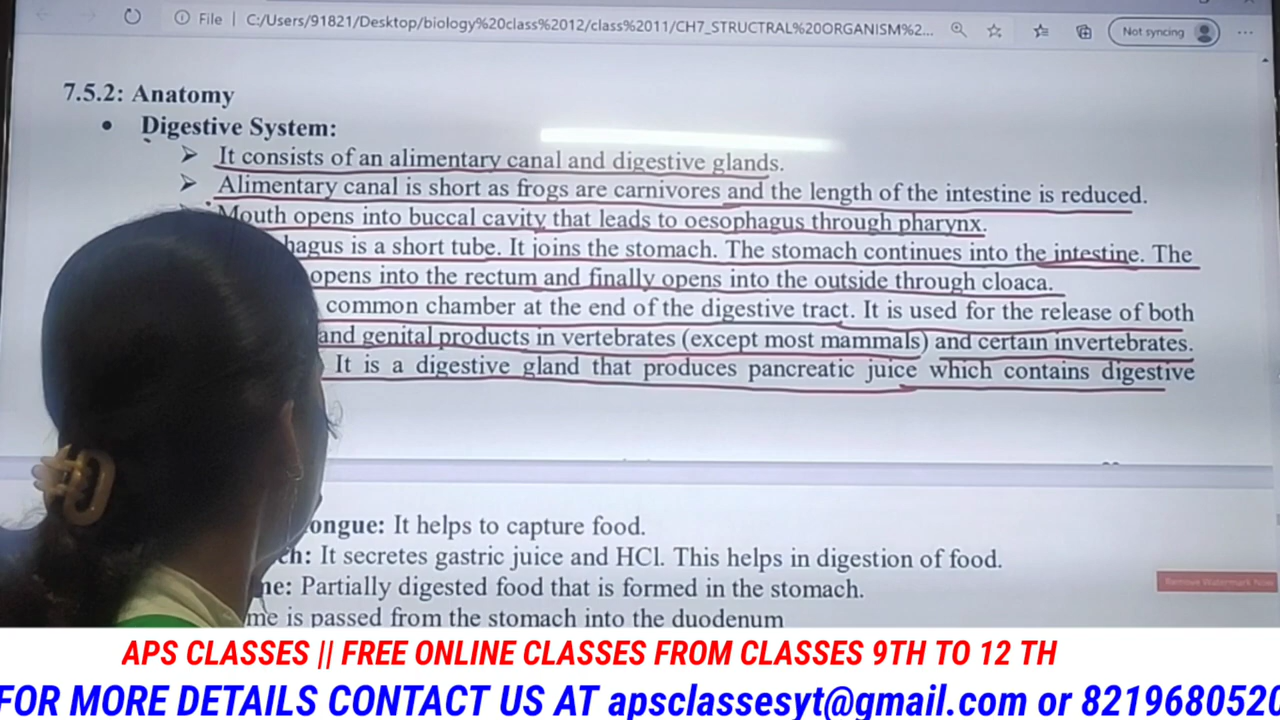 File | C:/Users/91821/Desktop/biology%20class%2012/class%2011/CH7_STRUCTRAL%20ORGANISM%2...
Not syncing
7.5.2: Anatomy
• Digestive System:
➢ It consists of an alimentary canal and digestive glands.
➢ Alimentary canal is short as frogs are carnivores and the length of the intestine is reduced.
Mouth opens into buccal cavity that leads to oesophagus through pharynx.
hagus is a short tube. It joins the stomach. The stomach continues into the intestine. The
opens into the rectum and finally opens into the outside through cloaca.
common chamber at the end of the digestive tract. It is used for the release of both
and genital products in vertebrates (except most mammals) and certain invertebrates.
It is a digestive gland that produces pancreatic juice which contains digestive
ongue: It helps to capture food.
ch: It secretes gastric juice and HCl. This helps in digestion of food.
ne: Partially digested food that is formed in the stomach.
me is passed from the stomach into the duodenum
Remove Watermark Now
APS CLASSES || FREE ONLINE CLASSES FROM CLASSES 9TH TO 12 TH
FOR MORE DETAILS CONTACT US AT apsclassesyt@gmail.com or 8219680520